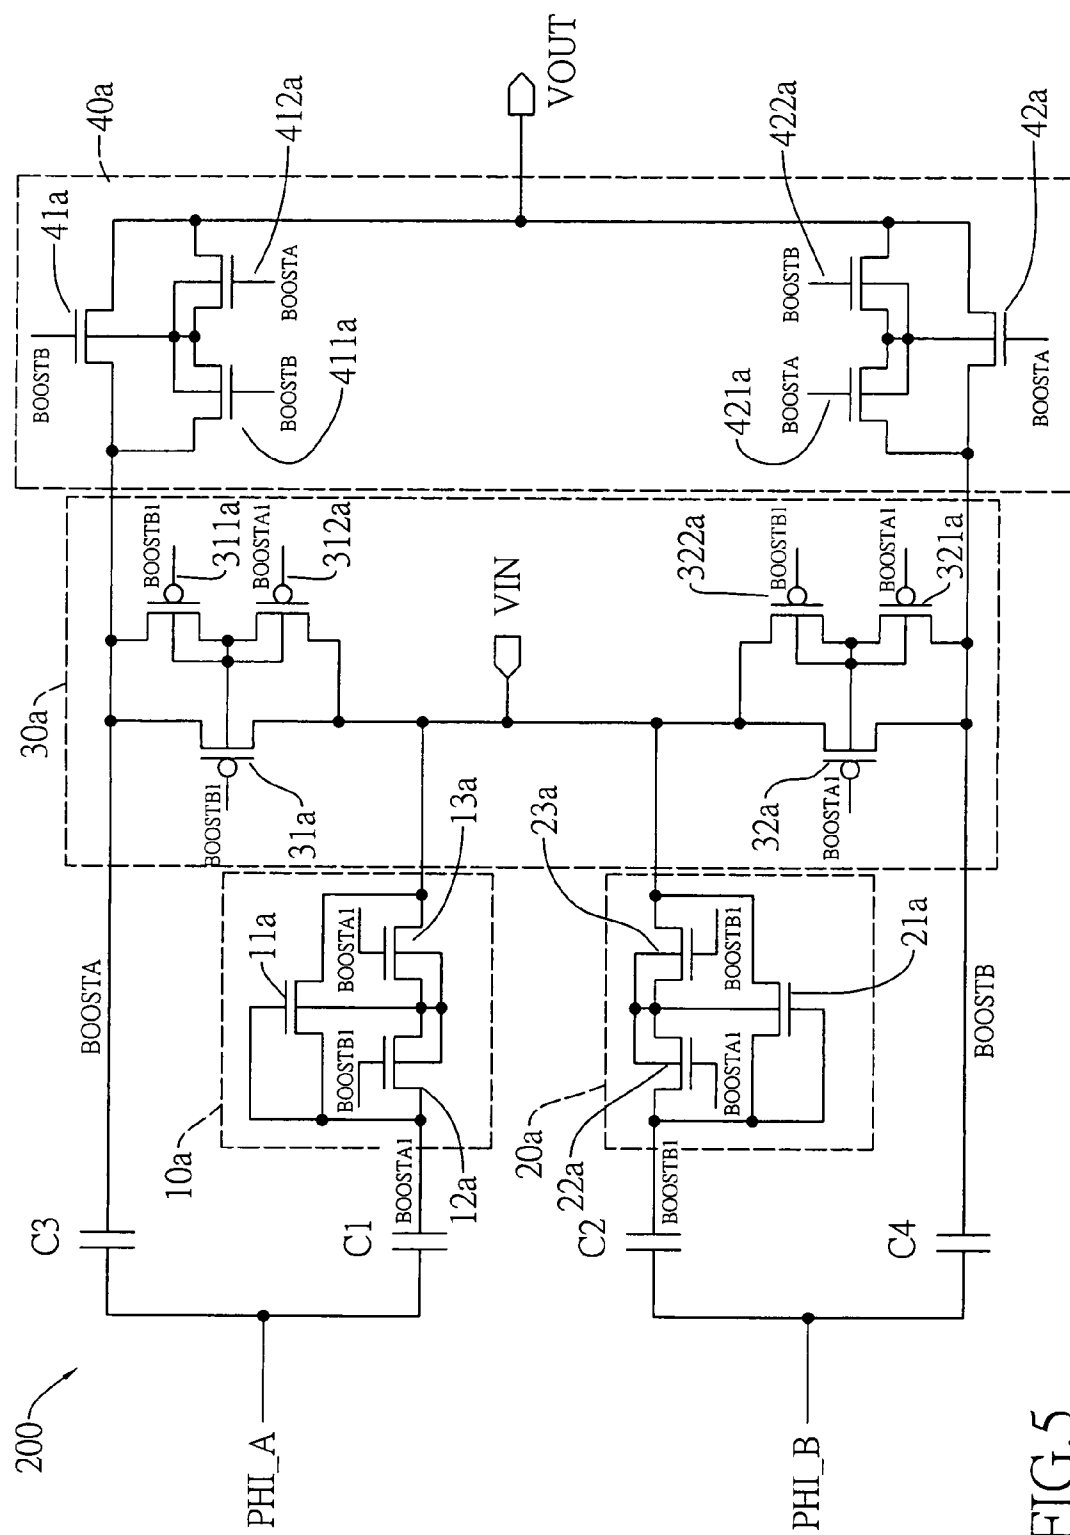 200
PHI_A
PHI_B
C3
C1
C2
C4
BOOSTA
BOOSTA1
BOOSTB1
BOOSTB
10a
11a
12a
13a
BOOSTB1
BOOSTA1
20a
21a
22a
23a
BOOSTA1
BOOSTB1
30a
31a
BOOSTB1
311a
BOOSTB1
312a
BOOSTA1
VIN
32a
BOOSTA1
322a
BOOSTB1
321a
BOOSTA1
40a
41a
BOOSTB
411a
BOOSTB
412a
BOOSTA
VOUT
421a
BOOSTA
422a
BOOSTB
42a
BOOSTA
FIG.5